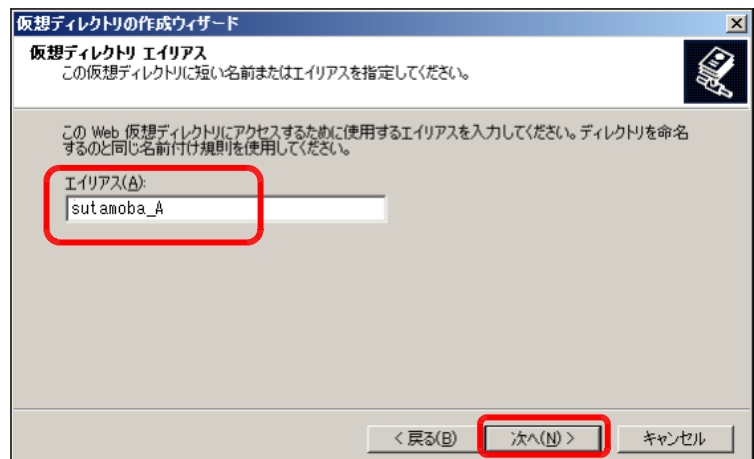 仮想ディレクトリの作成ウィザード
仮想ディレクトリ エイリアス
この仮想ディレクトリに短い名前またはエイリアスを指定してください。
この Web 仮想ディレクトリにアクセスするために使用するエイリアスを入力してください。ディレクトリを命名
するのと同じ名前付け規則を使用してください。
エイリアス(A):
sutamoba_A
< 戻る(B) 次へ(N) > キャンセル